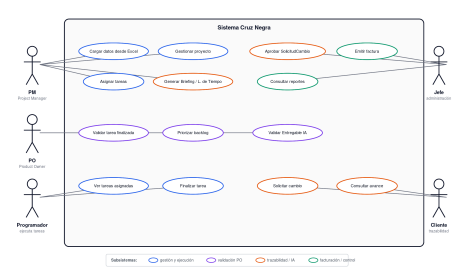 Sistema Cruz Negra
Cargar datos desde Excel
Gestionar proyecto
Aprobar SolicitudCambio
Emitir factura
Asignar tareas
Generar Briefing / L. de Tiempo
Consultar reportes
PM
Project Manager
Jefe
administración
Validar tarea finalizada
Priorizar backlog
Validar Entregable IA
PO
Product Owner
Ver tareas asignadas
Finalizar tarea
Solicitar cambio
Consultar avance
Programador
ejecuta tareas
Cliente
trazabilidad
Subsistemas:
gestión y ejecución
validación PO
trazabilidad / IA
facturación / control